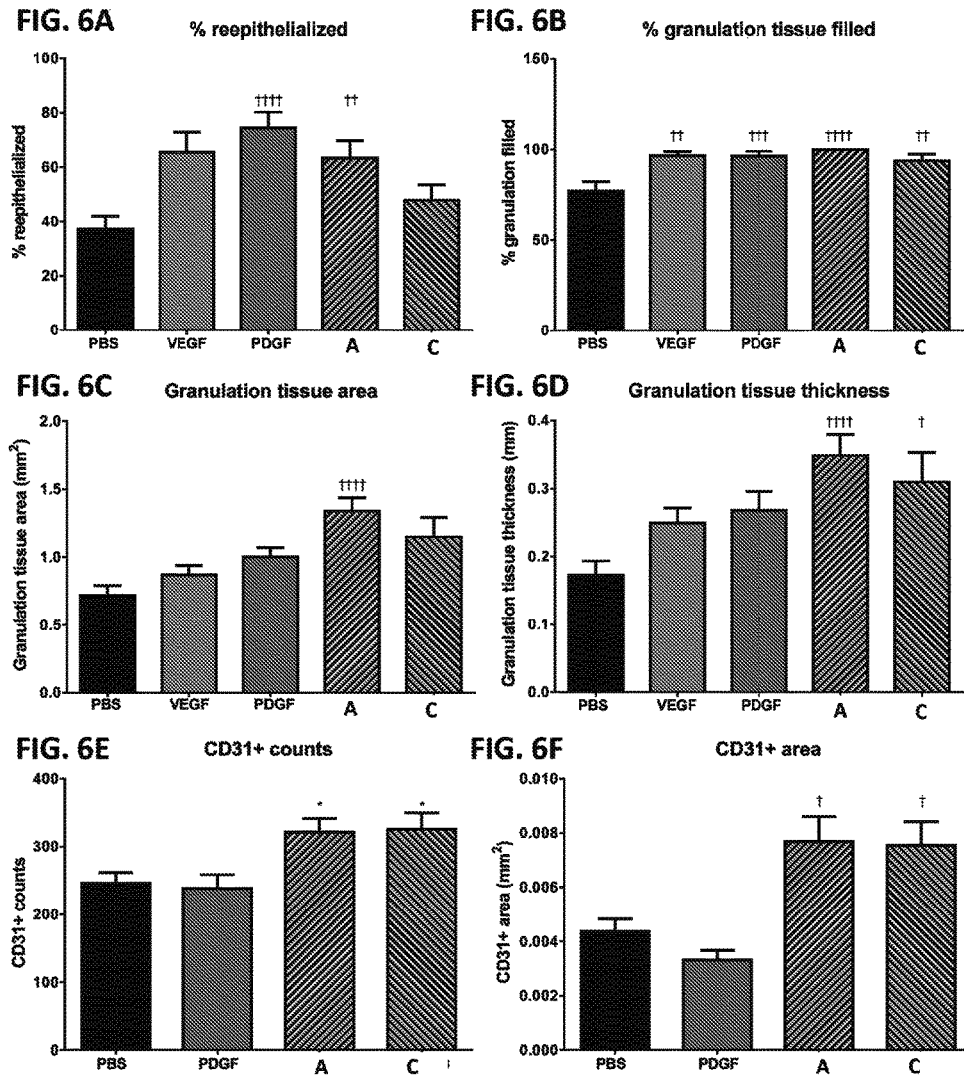 FIG. 6A
% reepithelialized
% reepithelialized
100
80
60
40
20
0
†††† ††
PBS VEGF PDGF A C
FIG. 6B
% granulation tissue filled
% granulation filled
150
100
50
0
†† ††† †††† ††
PBS VEGF PDGF A C
FIG. 6C
Granulation tissue area
Granulation tissue area (mm²)
2.0
1.5
1.0
0.5
0.0
††††
PBS VEGF PDGF A C
FIG. 6D
Granulation tissue thickness
Granulation tissue thickness (mm)
0.4
0.3
0.2
0.1
0.0
†††† †
PBS VEGF PDGF A C
FIG. 6E
CD31+ counts
CD31+ counts
400
300
200
100
0
* *
PBS PDGF A C
FIG. 6F
CD31+ area
CD31+ area (mm²)
0.010
0.008
0.006
0.004
0.002
0.000
† †
PBS PDGF A C